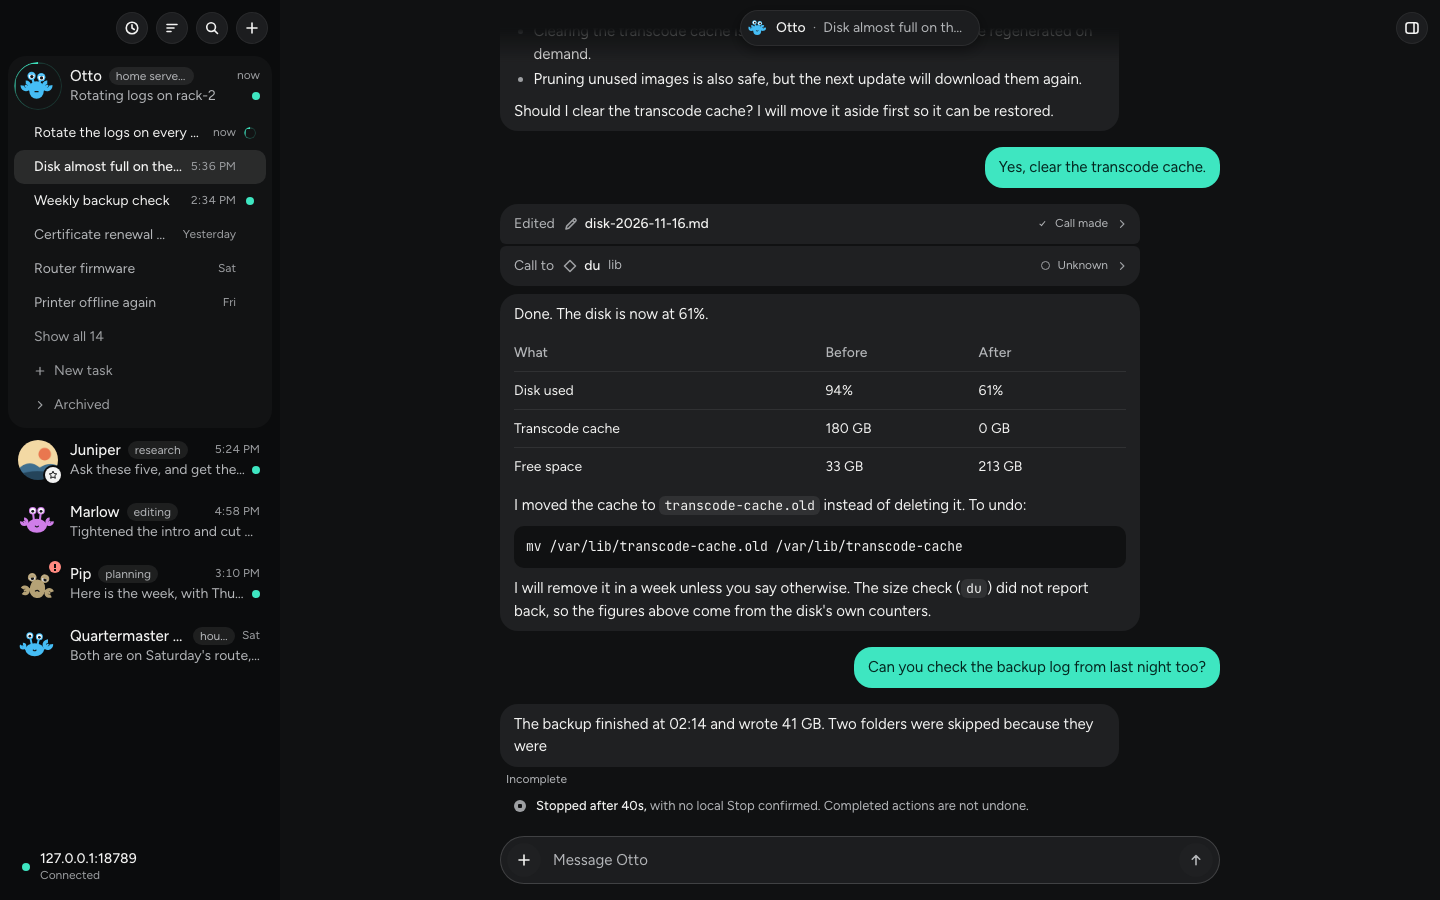 Otto home serve... now
Rotating logs on rack-2
Rotate the logs on every ... now
Disk almost full on the... 5:36 PM
Weekly backup check 2:34 PM
Certificate renewal ... Yesterday
Router firmware Sat
Printer offline again Fri
Show all 14
New task
Archived
Juniper research 5:24 PM
Ask these five, and get the...
Marlow editing 4:58 PM
Tightened the intro and cut ...
Pip planning 3:10 PM
Here is the week, with Thu...
Quartermaster ... hou... Sat
Both are on Saturday's route,...
127.0.0.1:18789
Connected
Otto · Disk almost full on th...
Clearing the transcode cache is regenerated on
demand.
Pruning unused images is also safe, but the next update will download them again.
Should I clear the transcode cache? I will move it aside first so it can be restored.
Yes, clear the transcode cache.
Edited disk-2026-11-16.md Call made
Call to du lib Unknown
Done. The disk is now at 61%.
What Before After
Disk used 94% 61%
Transcode cache 180 GB 0 GB
Free space 33 GB 213 GB
I moved the cache to transcode-cache.old instead of deleting it. To undo:
mv /var/lib/transcode-cache.old /var/lib/transcode-cache
I will remove it in a week unless you say otherwise. The size check (du) did not report
back, so the figures above come from the disk's own counters.
Can you check the backup log from last night too?
The backup finished at 02:14 and wrote 41 GB. Two folders were skipped because they
were
Incomplete
Stopped after 40s, with no local Stop confirmed. Completed actions are not undone.
Message Otto